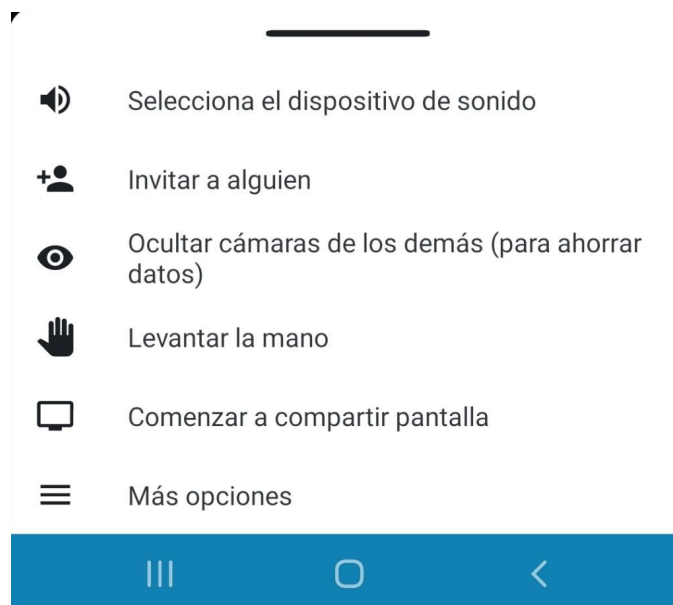 Selecciona el dispositivo de sonido
Invitar a alguien
Ocultar cámaras de los demás (para ahorrar
datos)
Levantar la mano
Comenzar a compartir pantalla
Más opciones